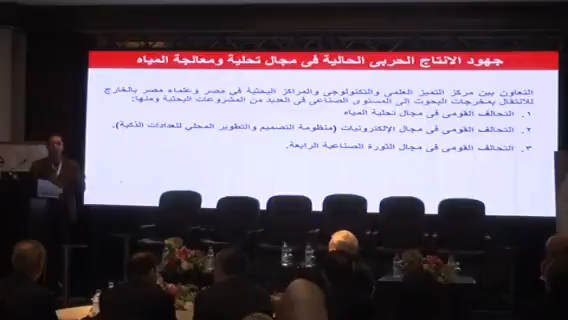 جهود الانتاج الحربى الحالية فى مجال تحلية ومعالجة المياه
التعاون بين مركز التميز العلمى والتكنولوجى والمراكز البحثية فى مصر وعلماء مصر بالخارج
للانتقال بمخرجات البحوث إلى المستوى الصناعى فى العديد من المشروعات البحثية ومنها:
١. التحالف القومى فى مجال تحلية المياه
٢. التحالف القومى فى مجال الإلكترونيات (منظومة التصميم والتطوير المحلي للعدادات الذكية).
٣. التحالف القومى فى مجال الثورة الصناعية الرابعة.